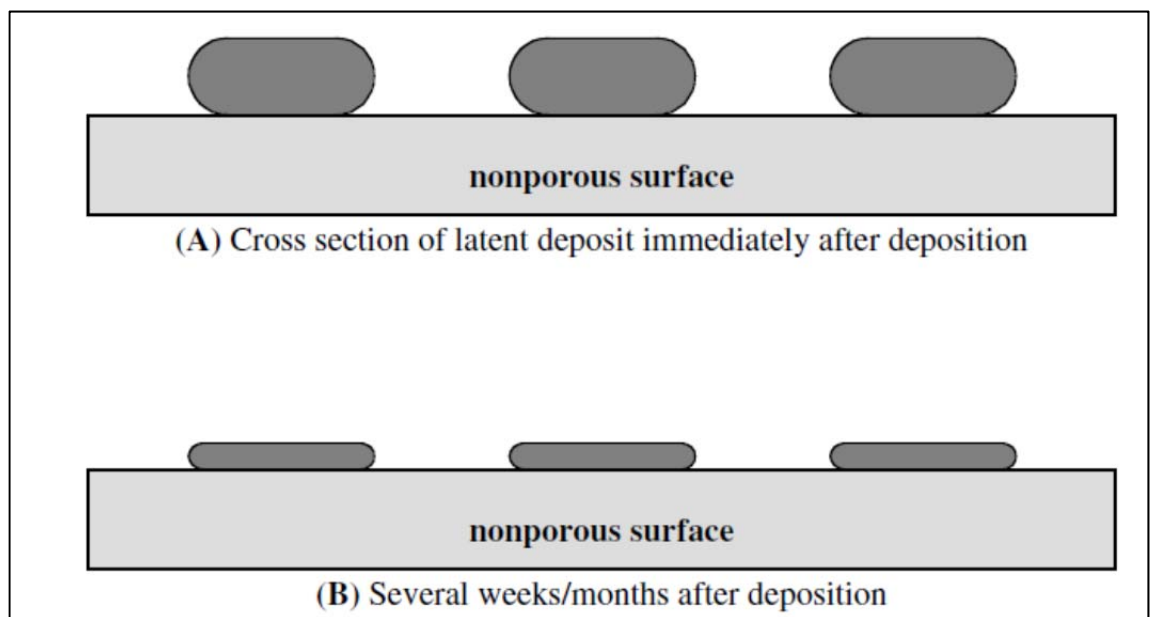 nonporous surface
(A) Cross section of latent deposit immediately after deposition
nonporous surface
(B) Several weeks/months after deposition